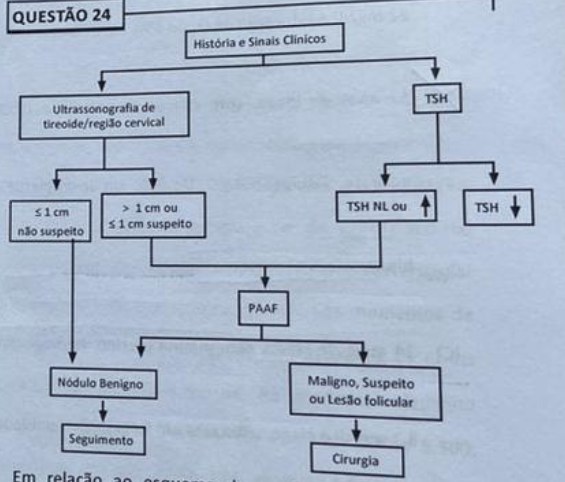 QUESTÃO 24
História e Sinais Clínicos
Ultrassonografia de
tireoide/região cervical
TSH
≤ 1 cm
não suspeito
> 1 cm ou
≤ 1 cm suspeito
TSH NL ou ↑
TSH ↓
PAAF
Nódulo Benigno
Maligno, Suspeito
ou Lesão folicular
Seguimento
Cirurgia
Em relação ao esquema